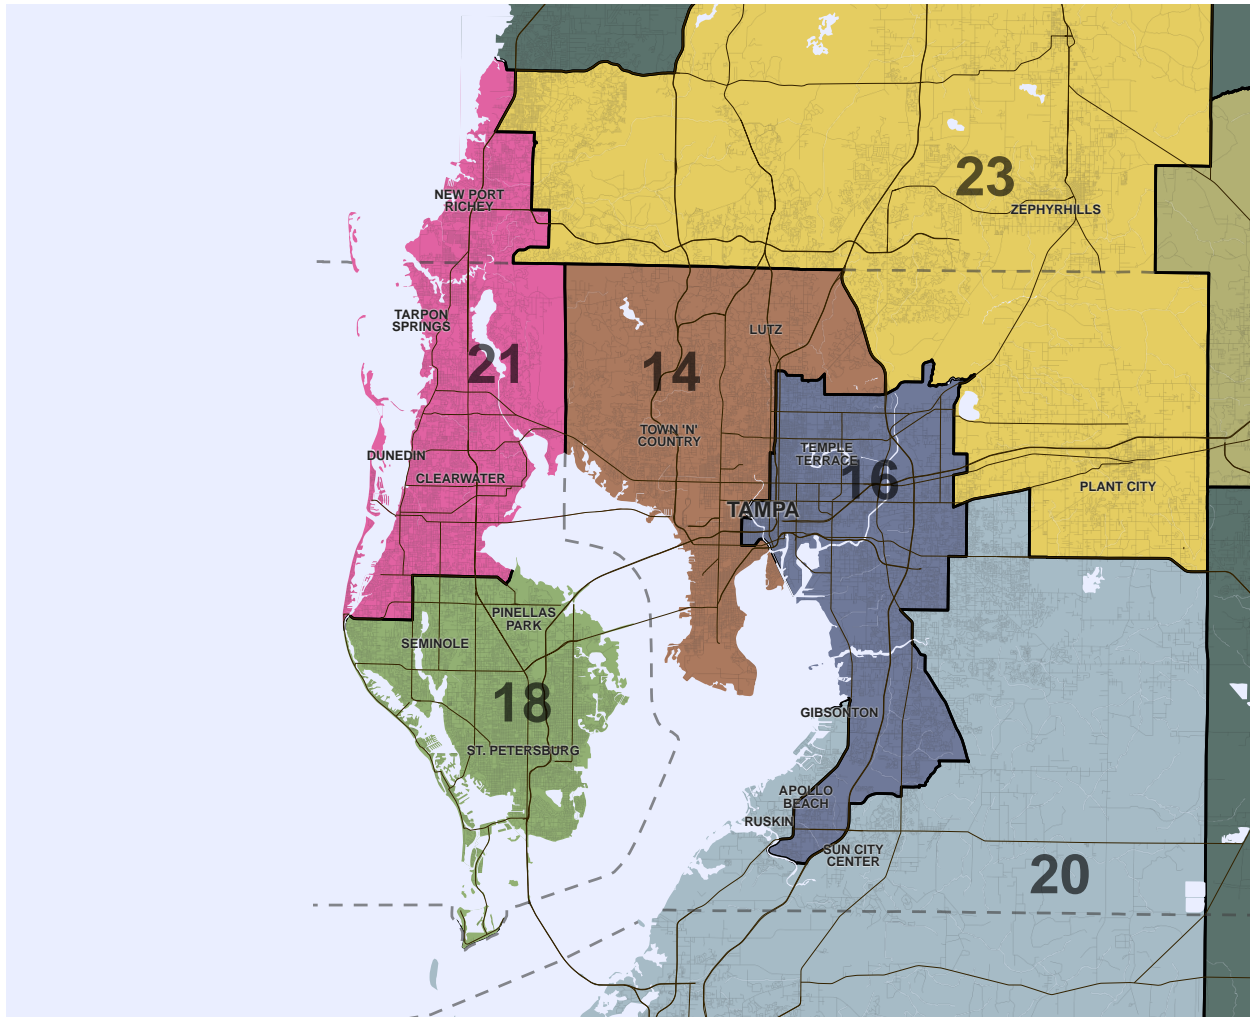 23
ZEPHYRHILLS
NEW PORT
RICHEY
TARPON
SPRINGS
LUTZ
21
14
TOWN 'N'
COUNTRY
DUNEDIN
TEMPLE
TERRACE
CLEARWATER
16
PLANT CITY
TAMPA
PINELLAS
PARK
SEMINOLE
18
GIBSONTON
ST. PETERSBURG
APOLLO
BEACH
RUSKIN
SUN CITY
CENTER
20